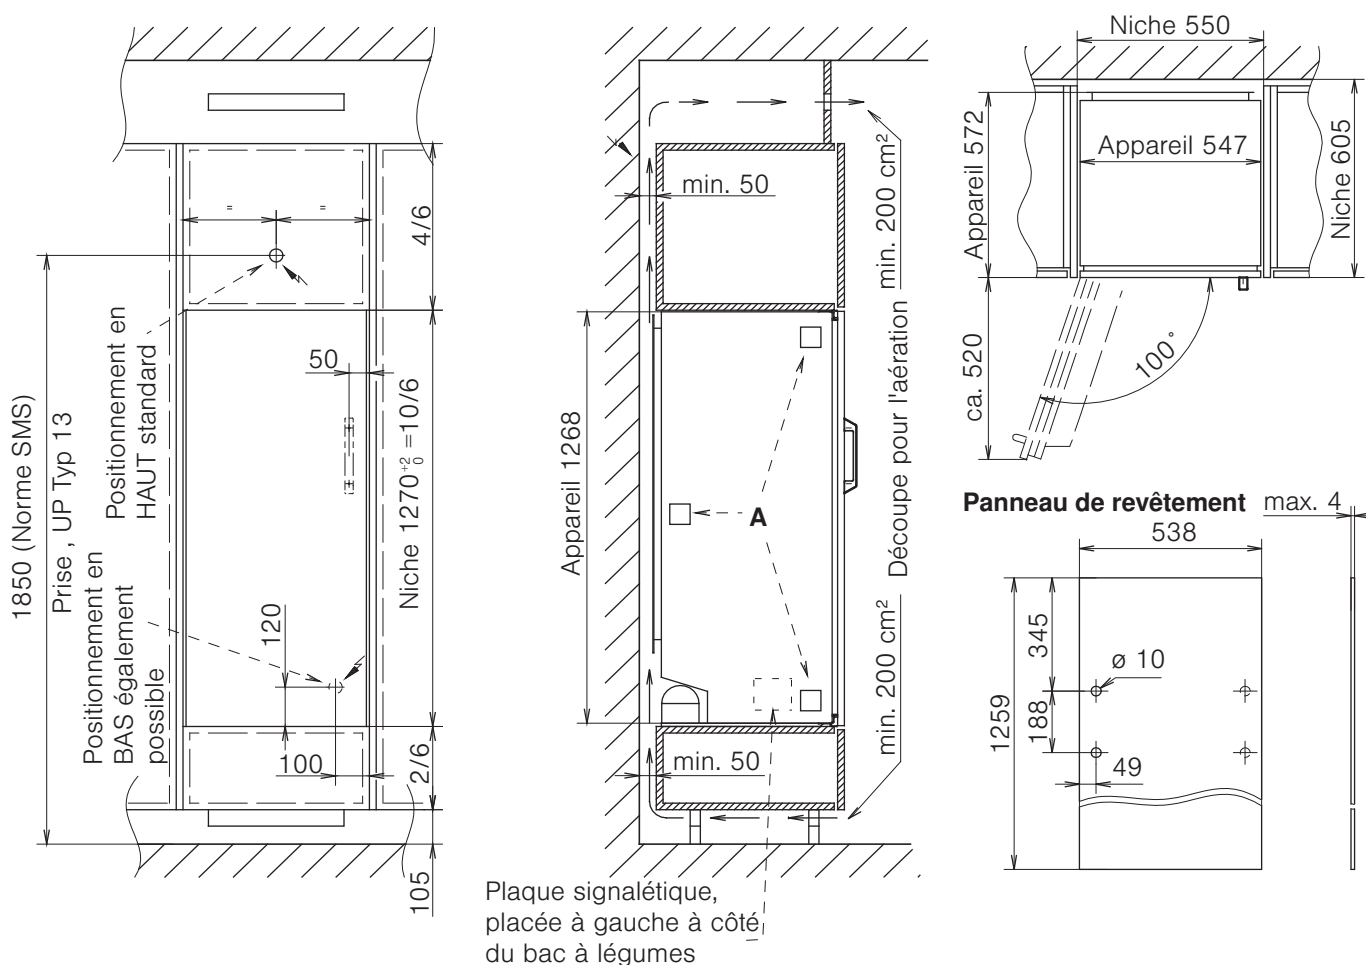 =
=
4/6
50
Positionnement en
HAUT standard
1850 (Norme SMS)
Prise , UP Typ 13
Niche 1270 +2 0 =10/6
Positionnement en
BAS également
possible
120
100
2/6
105
min. 50
Appareil 1268
A
min. 50
min. 200 cm² Découpe pour l'aération min. 200 cm²
Plaque signalétique,
placée à gauche à côté
du bac à légumes
Niche 550
Appareil 572
Appareil 547
Niche 605
ca. 520
100°
Panneau de revêtement
max. 4
538
345
ø 10
1259
188
49